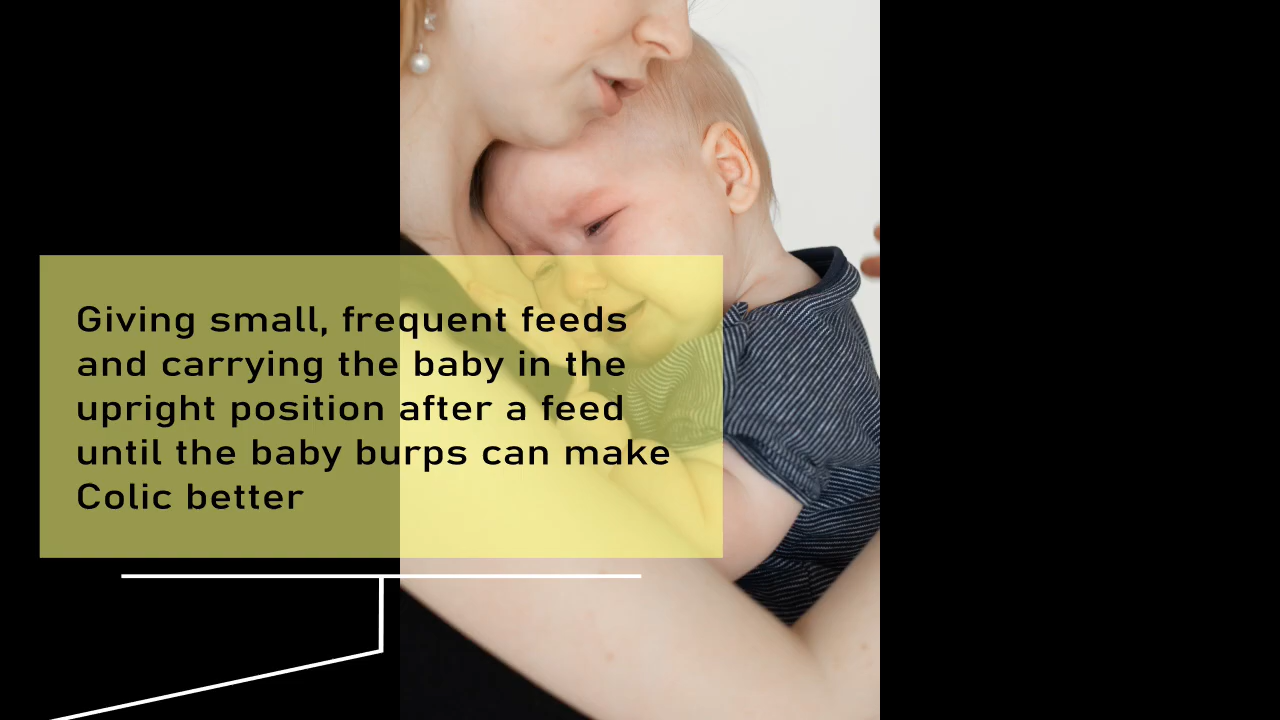 Giving small, frequent feeds
and carrying the baby in the
upright position after a feed
until the baby burps can make
Colic better